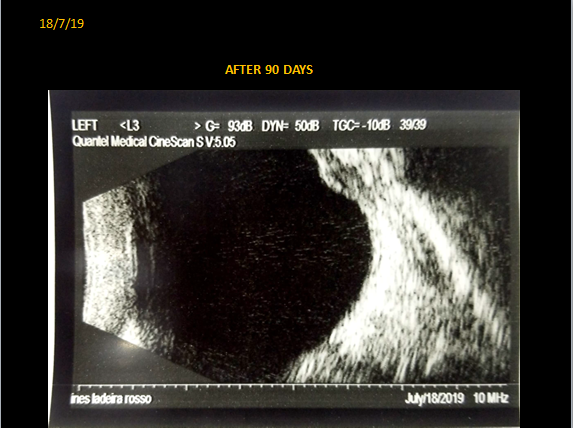 18/7/19
AFTER 90 DAYS
LEFT <L3 > G= 93dB DYN= 50dB TGC= -10dB 39/39
Quantel Medical CineScan S V:5.05
ines ladeira rosso July/18/2019 10 MHz